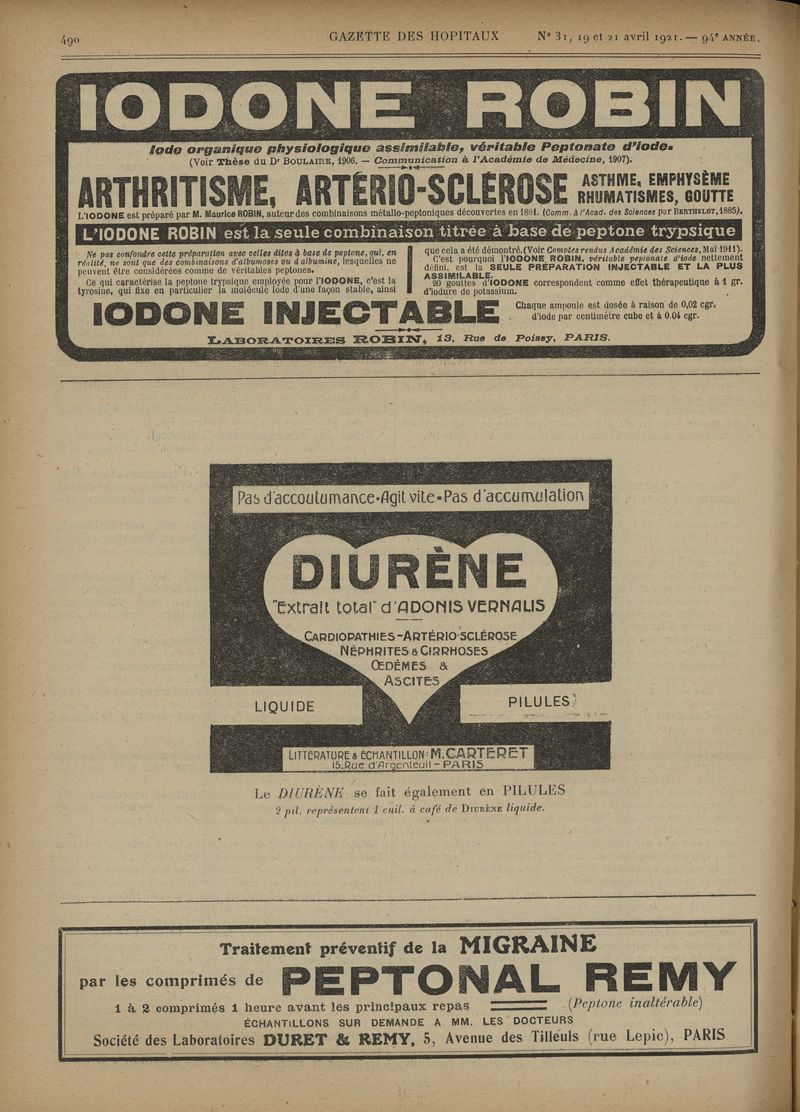 490
GAZETTE DES HOPITAUX
N° 31, 19 et 21 avril 1921. — 94e ANNÉE.
IODONE ROBIN
Iode organique physiologique assimilable, véritable Peptonate d'iode.
(Voir Thèse du Dr BOULAIRE, 1906. — Communication à l'Académie de Médecine, 1907).
ARTHRITISME, ARTÉRIO-SCLÉROSE
ASTHME, EMPHYSÈME
RHUMATISMES, GOUTTE
L'IODONE est préparé par M. Maurice ROBIN, auteur des combinaisons métallo-peptoniques découvertes en 1881. (Comm. à l'Acad. des Sciences par BERTHELOT, 1885).
L'IODONE ROBIN est la seule combinaison titrée à base de peptone trypsique
Ne pas confondre cette préparation avec celles dites à base de peptone, qui, en
réalité, ne sont que des combinaisons d'albumoses ou d'albumine, lesquelles ne
peuvent être considérées comme de véritables peptones.
Ce qui caractérise la peptone trypsique employée pour l'IODONE, c'est la
tyrosine, qui fixe en particulier la molécule Iode d'une façon stable, ainsi
que cela a été démontré. (Voir Comptes rendus Académie des Sciences, Mai 1911).
C'est pourquoi l'IODONE ROBIN, véritable peptonate d'iode nettement
défini, est la SEULE PRÉPARATION INJECTABLE ET LA PLUS
ASSIMILABLE.
20 gouttes d'IODONE correspondent comme effet thérapeutique à 1 gr.
d'iodure de potassium.
IODONE INJECTABLE
Chaque ampoule est dosée à raison de 0,02 cgr.
d'iode par centimètre cube et à 0.04 cgr.
LABORATOIRES ROBIN, 13, Rue de Poissy, PARIS.
Pas d'accoutumance-Agit vite-Pas d'accumulation
DIURÈNE
"Extrait total" d'ADONIS VERNALIS
CARDIOPATHIES-ARTÉRIO-SCLÉROSE
NÉPHRITES & CIRRHOSES
ŒDÈMES &
ASCITES
LIQUIDE
PILULES
LITTÉRATURE & ÉCHANTILLON: M. CARTERET
15, Rue d'Argenteuil - PARIS
Le DIURÈNE se fait également en PILULES
2 pil. représentent 1 cuil. à café de DIURÈNE liquide.
Traitement préventif de la MIGRAINE
par les comprimés de PEPTONAL REMY
1 à 2 comprimés 1 heure avant les principaux repas (Peptone inaltérable)
ÉCHANTILLONS SUR DEMANDE A MM. LES DOCTEURS
Société des Laboratoires DURET & REMY, 5, Avenue des Tilleuls (rue Lepic), PARIS